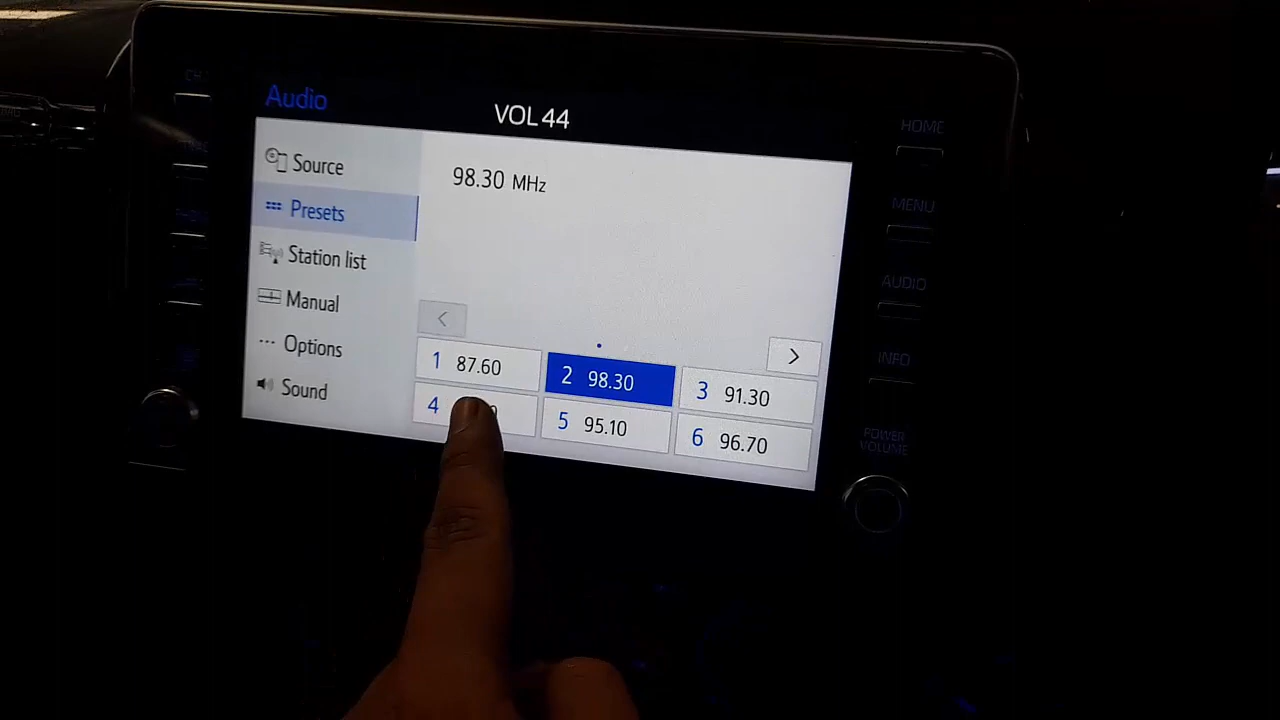 CH
Audio
VOL 44
HOME
Source
98.30 MHz
Presets
MENU
Station list
AUDIO
Manual
Options
INFO
1 87.60
2 98.30
3 91.30
Sound
4
5 95.10
6 96.70
POWER
VOLUME